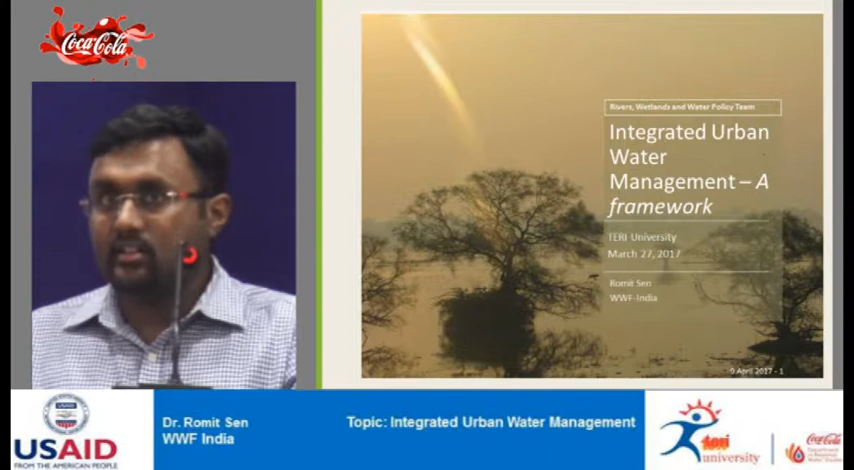 Coca-Cola
Rivers, Wetlands and Water Policy Team
Integrated Urban
Water
Management – A
framework
TERI University
March 27, 2017
Romit Sen
WWF-India
9 April 2017 - 1
USAID
FROM THE AMERICAN PEOPLE
Dr. Romit Sen
WWF India
Topic: Integrated Urban Water Management
teri
university
Coca-Cola